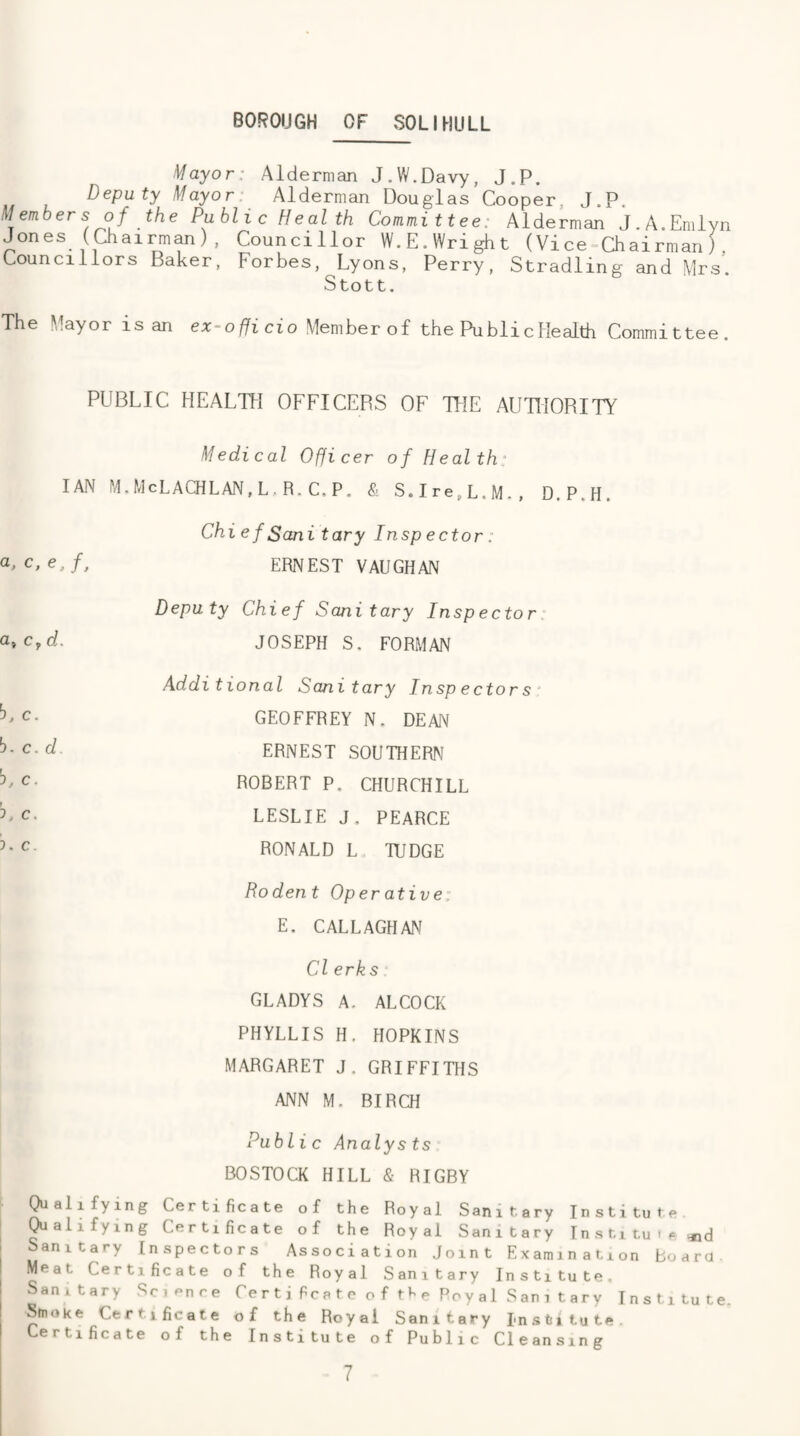 BOROUGH OF SOLIHULL
Mayor: Alderman J.W.Davy, J.P.
Deputy Mayor: Alderman Douglas Cooper, J.P.
Members of the Public Health Committee: Alderman J.A.Emlyn
Jones (Chairman), Councillor W.E.Wright (Vice-Chairman),
Councillors Baker, Forbes, Lyons, Perry, Stradling and Mrs.
Stott.
The Mayor is an ex-officio Member of the Public Health Committee.
PUBLIC HEALTH OFFICERS OF THE AUTHORITY
Medical Officer of Health:
IAN M.McLACHLAN,L.R.C.P. & S.Ire.,L.M., D.P.H.
Chief Sanitary Inspector:
a, c, e, f, ERNEST VAUGHAN
Deputy Chief Sanitary Inspector:
a, c, d. JOSEPH S. FORMAN
Additional Sanitary Inspectors:
b, c. GEOFFREY N. DEAN
b. c. d. ERNEST SOUTHERN
b, c. ROBERT P. CHURCHILL
b, c. LESLIE J. PEARCE
b. c. RONALD L. TUDGE
Rodent Operative:
E. CALLAGHAN
Clerks:
GLADYS A. ALCOCK
PHYLLIS H. HOPKINS
MARGARET J. GRIFFITHS
ANN M. BIRCH
Public Analysts:
BOSTOCK HILL & RIGBY
Qualifying Certificate of the Royal Sanitary Institute.
Qualifying Certificate of the Royal Sanitary Institute and
Sanitary Inspectors Association Joint Examination Board.
Meat Certificate of the Royal Sanitary Institute.
Sanitary Science Certificate of the Royal Sanitary Institute.
Smoke Certificate of the Royal Sanitary Institute.
Certificate of the Institute of Public Cleansing
7